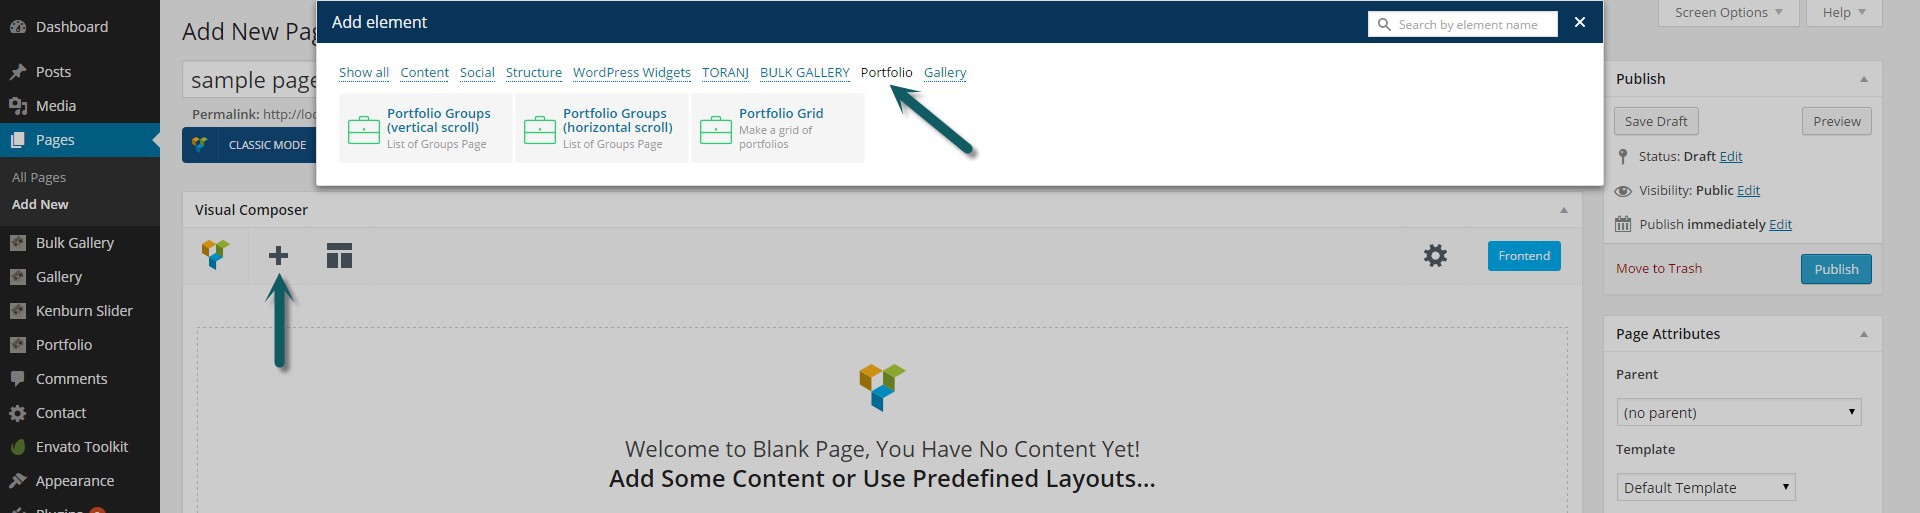 Dashboard
Posts
Media
Pages
All Pages
Add New
Bulk Gallery
Gallery
Kenburn Slider
Portfolio
Comments
Contact
Envato Toolkit
Appearance
Plugins
Add New Pag
sample page
Permalink: http://loc
CLASSIC MODE
Add element
Search by element name
Show all Content Social Structure WordPress Widgets TORANJ BULK GALLERY Portfolio Gallery
Portfolio Groups
(vertical scroll)
List of Groups Page
Portfolio Groups
(horizontal scroll)
List of Groups Page
Portfolio Grid
Make a grid of
portfolios
Visual Composer
Frontend
Welcome to Blank Page, You Have No Content Yet!
Add Some Content or Use Predefined Layouts...
Screen Options Help
Publish
Save Draft Preview
Status: Draft Edit
Visibility: Public Edit
Publish immediately Edit
Move to Trash Publish
Page Attributes
Parent
(no parent)
Template
Default Template